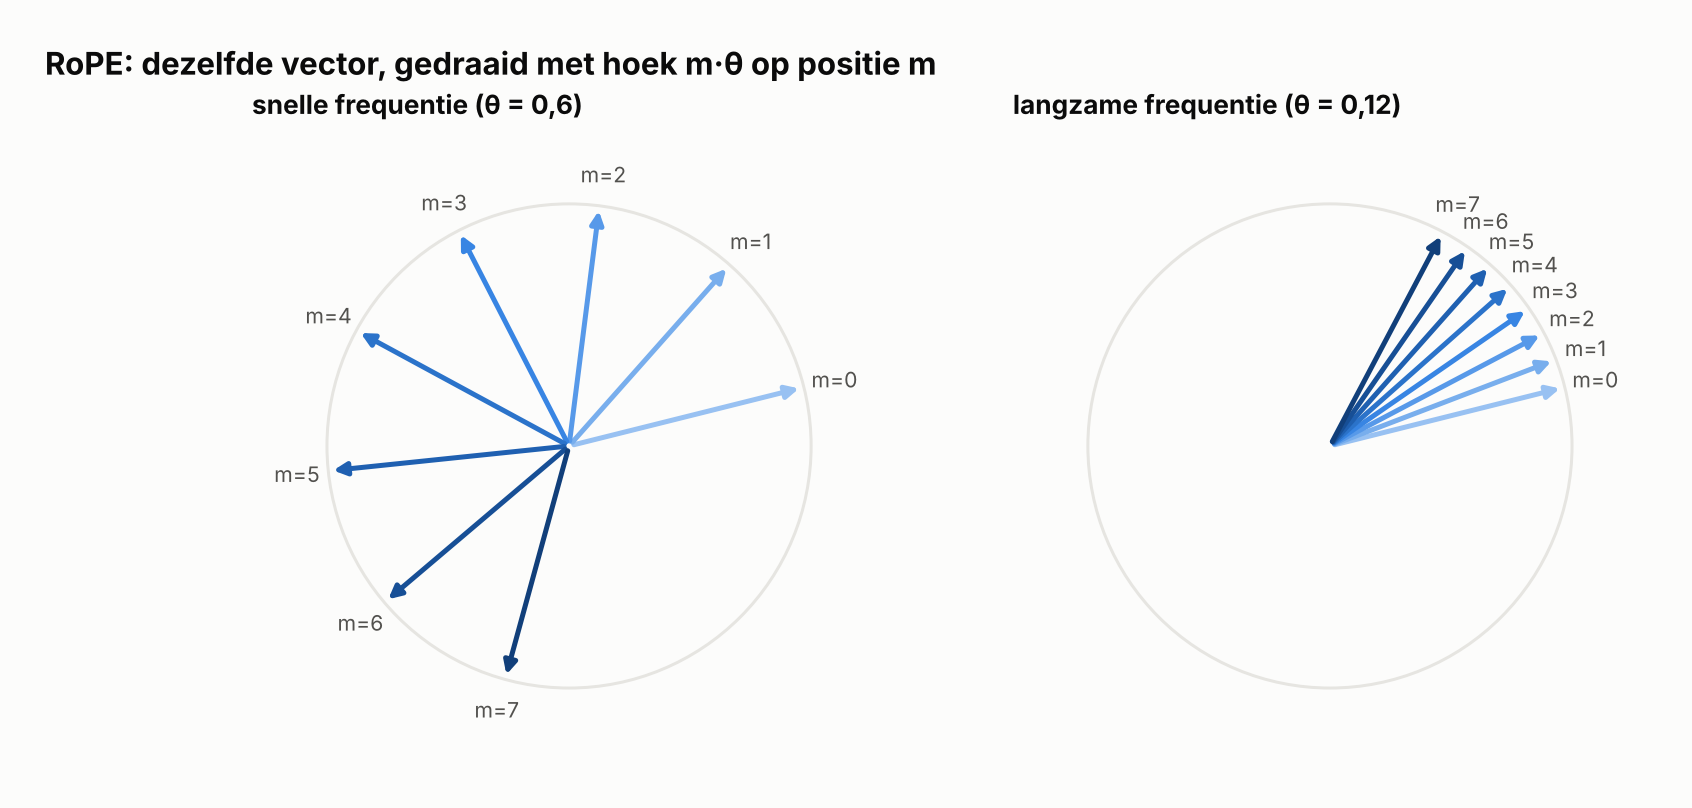 RoPE: dezelfde vector, gedraaid met hoek m·θ op positie m
snelle frequentie (θ = 0,6)
m=2
m=3
m=1
m=4
m=0
m=5
m=6
m=7
langzame frequentie (θ = 0,12)
m=7
m=6
m=5
m=4
m=3
m=2
m=1
m=0